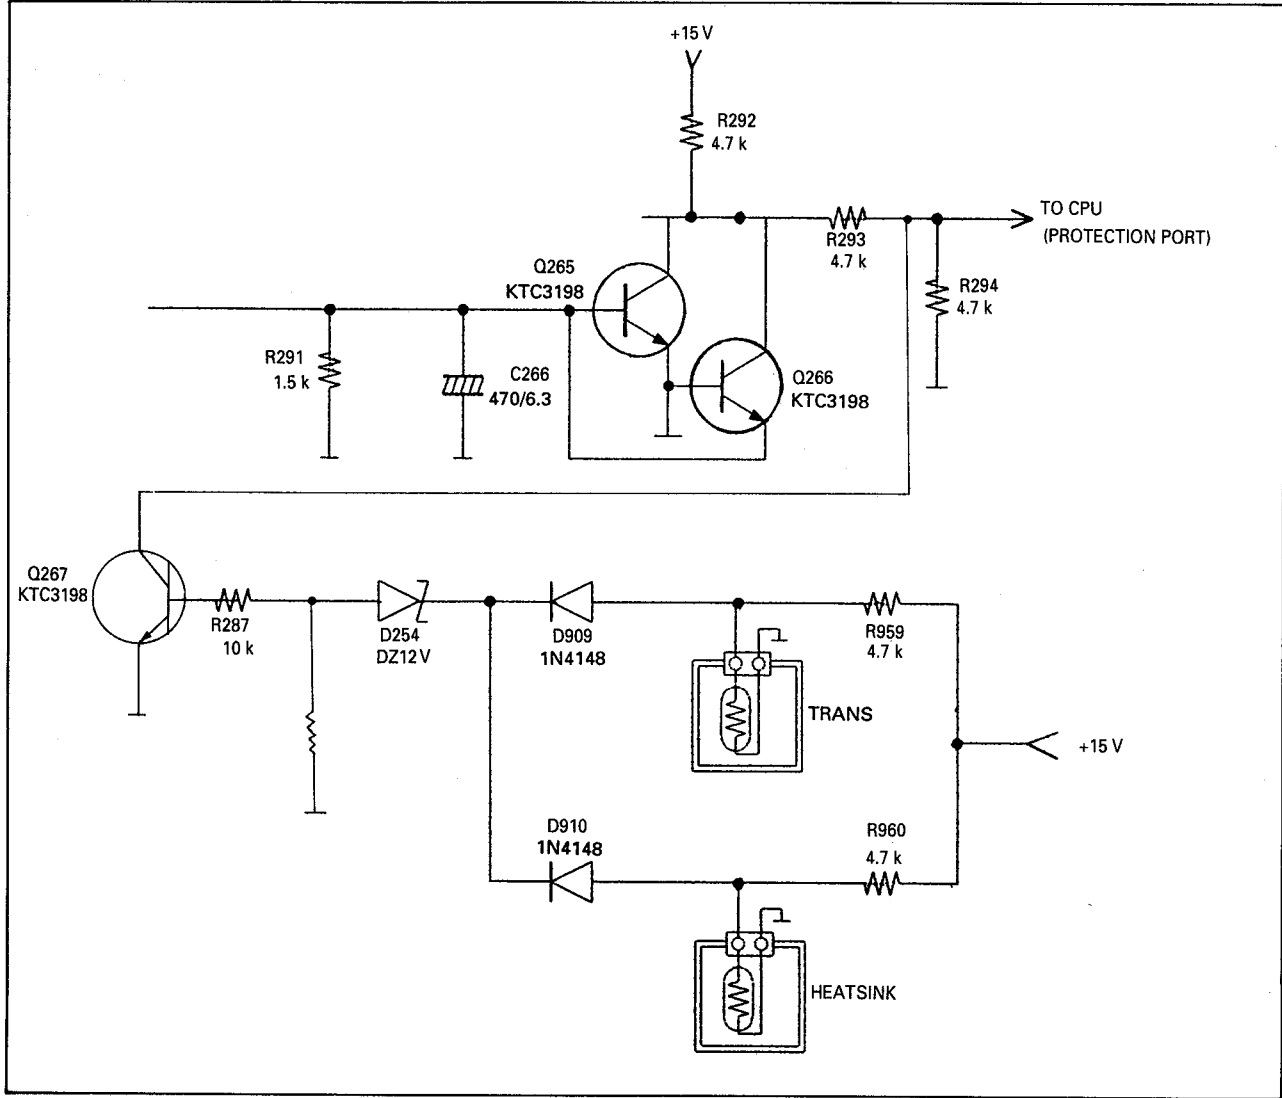 +15 V
R292
4.7 k
TO CPU
(PROTECTION PORT)
R293
4.7 k
R294
4.7 k
Q265
KTC3198
R291
1.5 k
C266
470/6.3
Q266
KTC3198
Q267
KTC3198
R287
10 k
D254
DZ12 V
D909
1N4148
R959
4.7 k
TRANS
+15 V
D910
1N4148
R960
4.7 k
HEATSINK